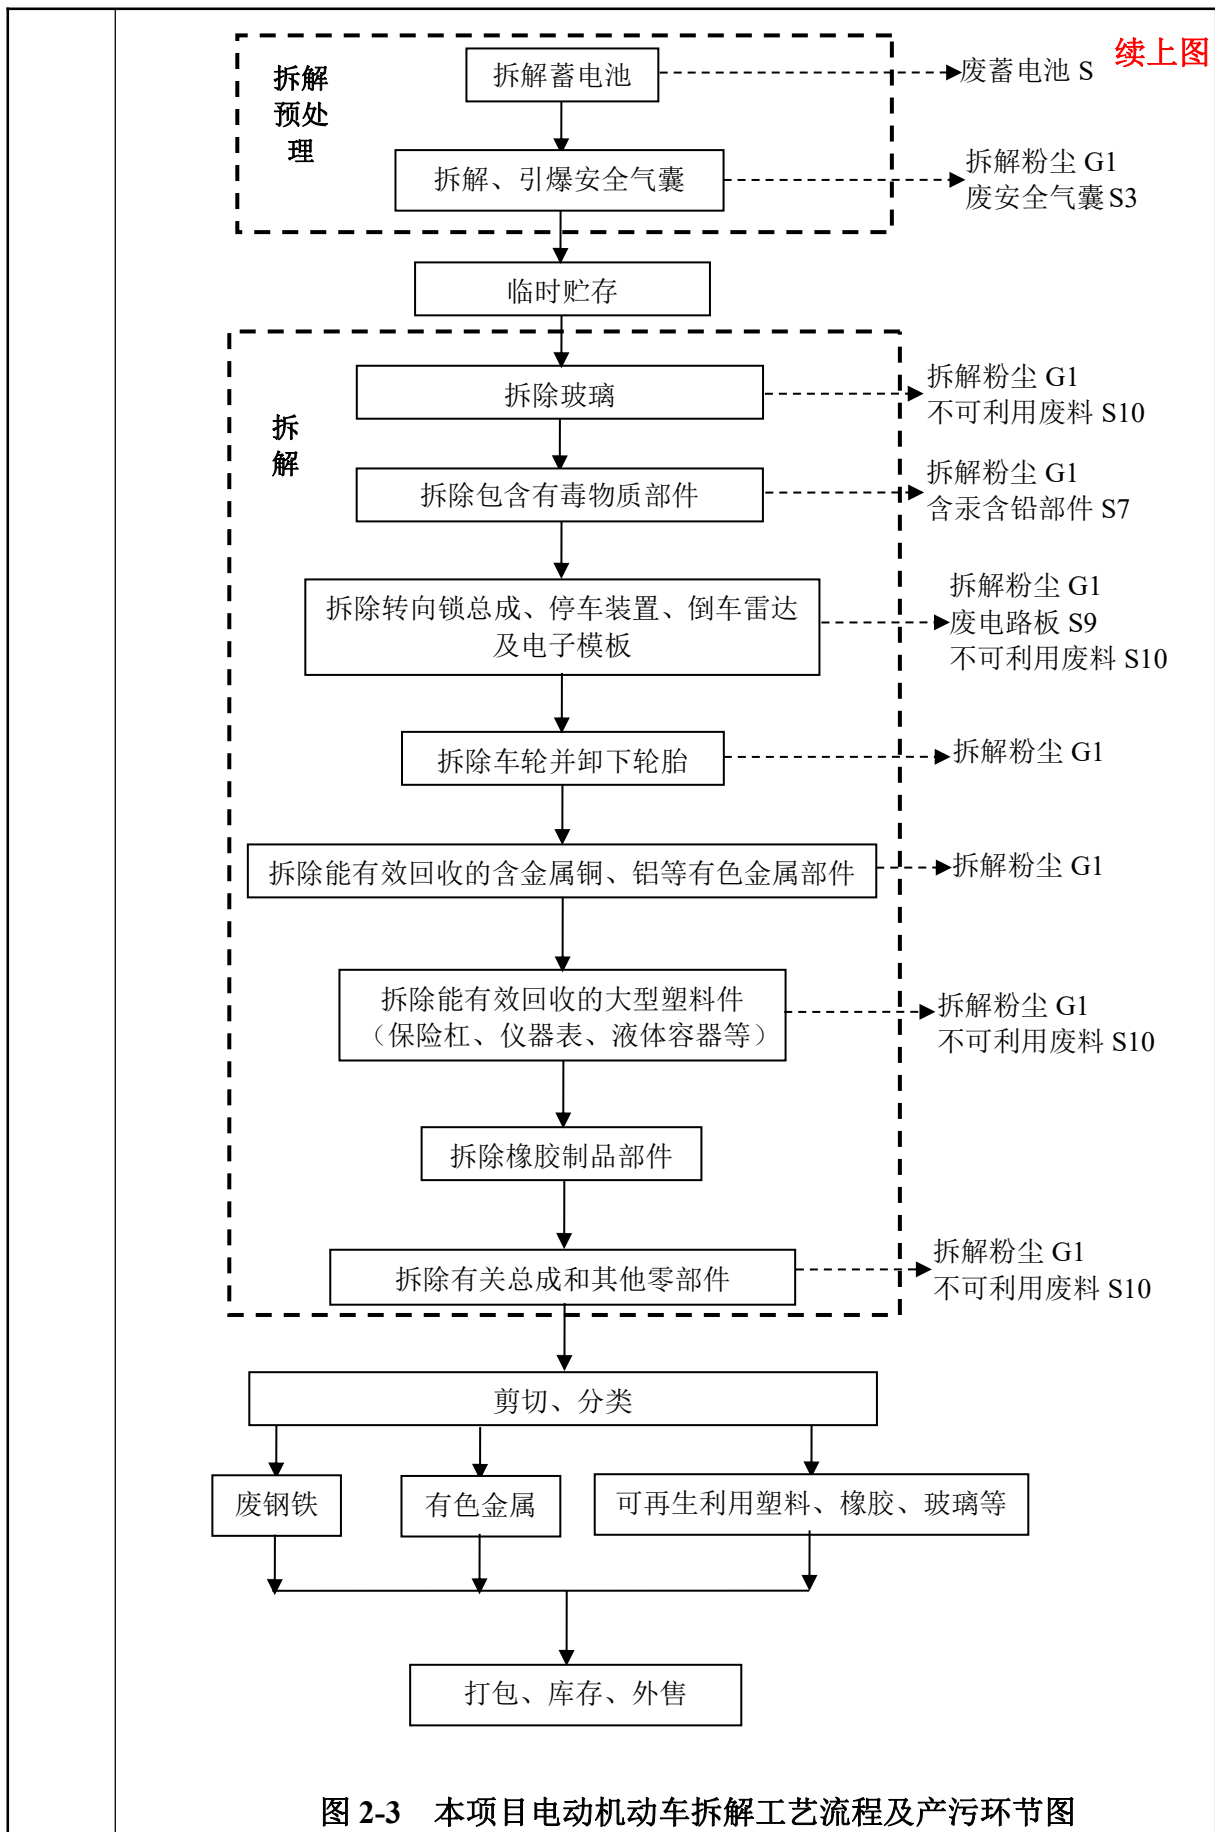 续上图
拆解
预处
理
拆解蓄电池
废蓄电池 S
拆解、引爆安全气囊
拆解粉尘 G1
废安全气囊 S3
临时贮存
拆解
拆除玻璃
拆解粉尘 G1
不可利用废料 S10
拆除包含有毒物质部件
拆解粉尘 G1
含汞含铅部件 S7
拆除转向锁总成、停车装置、倒车雷达
及电子模板
拆解粉尘 G1
废电路板 S9
不可利用废料 S10
拆除车轮并卸下轮胎
拆解粉尘 G1
拆除能有效回收的含金属铜、铝等有色金属部件
拆解粉尘 G1
拆除能有效回收的大型塑料件
（保险杠、仪器表、液体容器等）
拆解粉尘 G1
不可利用废料 S10
拆除橡胶制品部件
拆除有关总成和其他零部件
拆解粉尘 G1
不可利用废料 S10
剪切、分类
废钢铁
有色金属
可再生利用塑料、橡胶、玻璃等
打包、库存、外售
图 2-3 本项目电动机动车拆解工艺流程及产污环节图